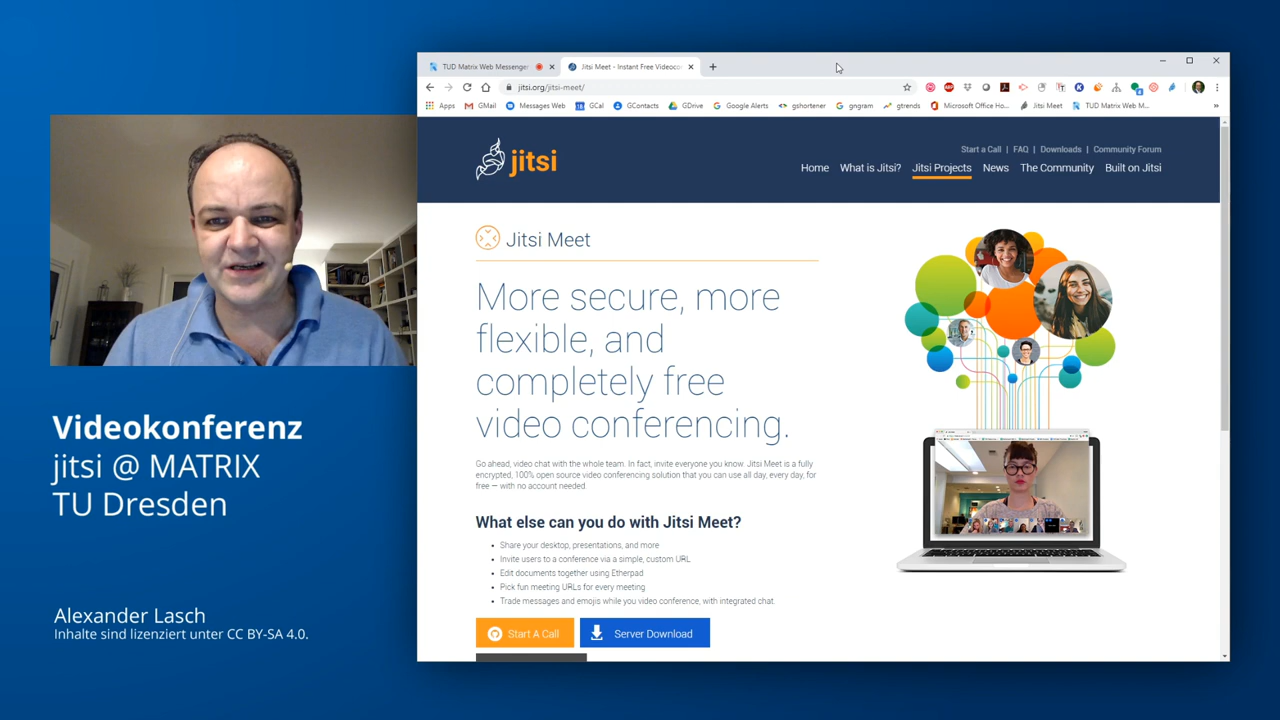 TUD Matrix Web Messenger
Jitsi Meet - Instant Free Videoco
jitsi.org/jitsi-meet/
Apps
GMail
Messages Web
GCal
GContacts
GDrive
Google Alerts
gshortener
gngram
gtrends
Microsoft Office Ho...
Jitsi Meet
TUD Matrix Web M...
jitsi
Start a Call | FAQ | Downloads | Community Forum
Home What is Jitsi? Jitsi Projects News The Community Built on Jitsi
Jitsi Meet
More secure, more
flexible, and
completely free
video conferencing.
Go ahead, video chat with the whole team. In fact, invite everyone you know. Jitsi Meet is a fully
encrypted, 100% open source video conferencing solution that you can use all day, every day, for
free — with no account needed.
What else can you do with Jitsi Meet?
• Share your desktop, presentations, and more
• Invite users to a conference via a simple, custom URL
• Edit documents together using Etherpad
• Pick fun meeting URLs for every meeting
• Trade messages and emojis while you video conference, with integrated chat.
Start A Call
Server Download
Videokonferenz
jitsi @ MATRIX
TU Dresden
Alexander Lasch
Inhalte sind lizenziert unter CC BY-SA 4.0.